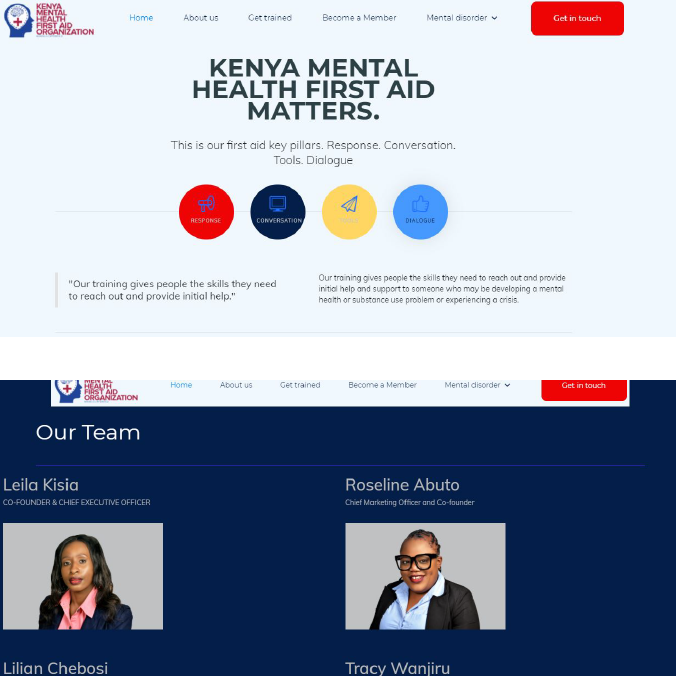 KENYA
MENTAL
HEALTH
FIRST AID
ORGANIZATION
Home
About us
Get trained
Become a Member
Mental disorder
Get in touch
KENYA MENTAL
HEALTH FIRST AID
MATTERS.
This is our first aid key pillars. Response. Conversation.
Tools. Dialogue
RESPONSE
CONVERSATION
DIALOGUE
"Our training gives people the skills they need
to reach out and provide initial help."
Our training gives people the skills they need to reach out and provide
initial help and support to someone who may be developing a mental
health or substance use problem or experiencing a crisis.
MENTAL
HEALTH
FIRST AID
ORGANIZATION
Home
About us
Get trained
Become a Member
Mental disorder
Get in touch
Our Team
Leila Kisia
CO-FOUNDER & CHIEF EXECUTIVE OFFICER
Roseline Abuto
Chief Marketing Officer and Co-founder
Lilian Chebosi
Tracy Wanjiru